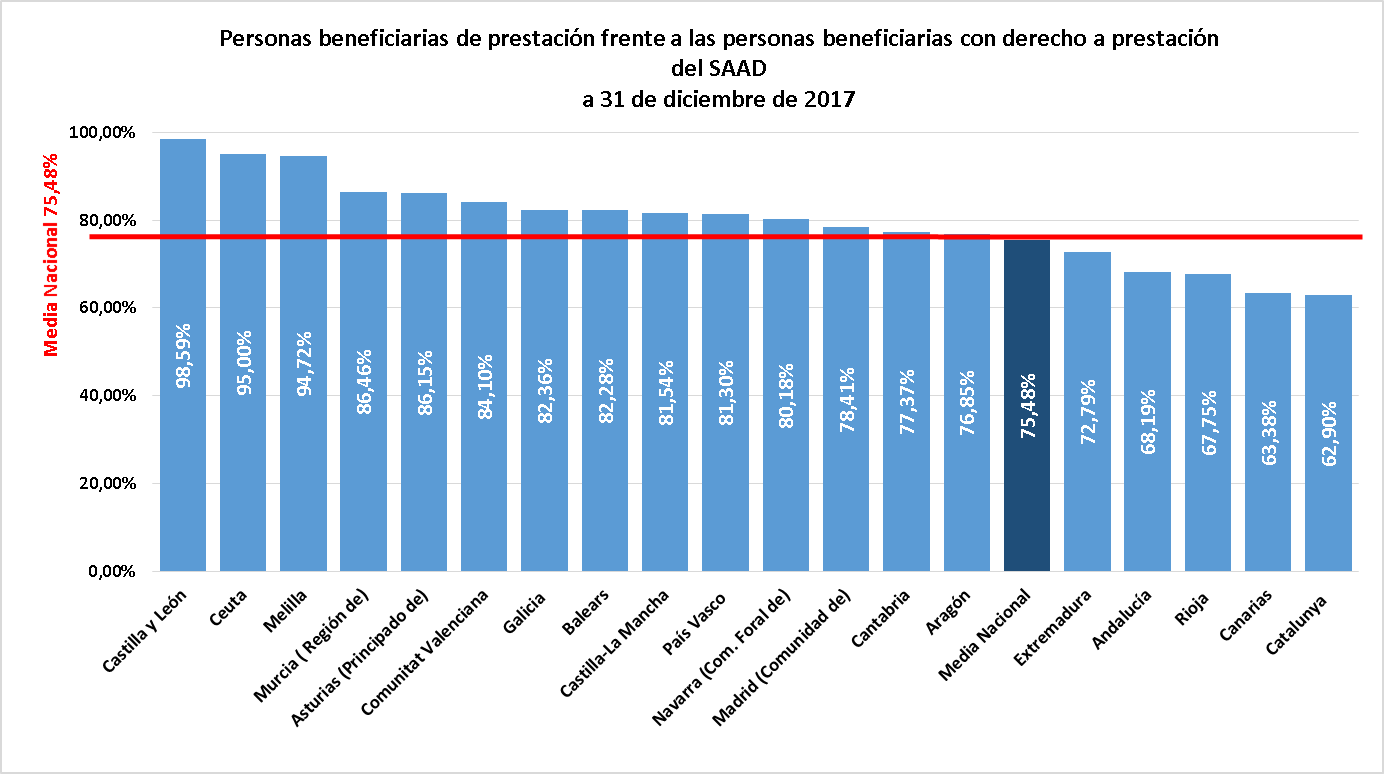 Personas beneficiarias de prestación frente a las personas beneficiarias con derecho a prestación
del SAAD
a 31 de diciembre de 2017
Media Nacional 75,48%
100,00%
80,00%
60,00%
40,00%
20,00%
0,00%
98,59%
95,00%
94,72%
86,46%
86,15%
84,10%
82,36%
82,28%
81,54%
81,30%
80,18%
78,41%
77,37%
76,85%
75,48%
72,79%
68,19%
67,75%
63,38%
62,90%
Castilla y León
Ceuta
Melilla
Murcia ( Región de)
Asturias (Principado de)
Comunitat Valenciana
Galicia
Balears
Castilla-La Mancha
País Vasco
Navarra (Com. Foral de)
Madrid (Comunidad de)
Cantabria
Aragón
Media Nacional
Extremadura
Andalucía
Rioja
Canarias
Catalunya